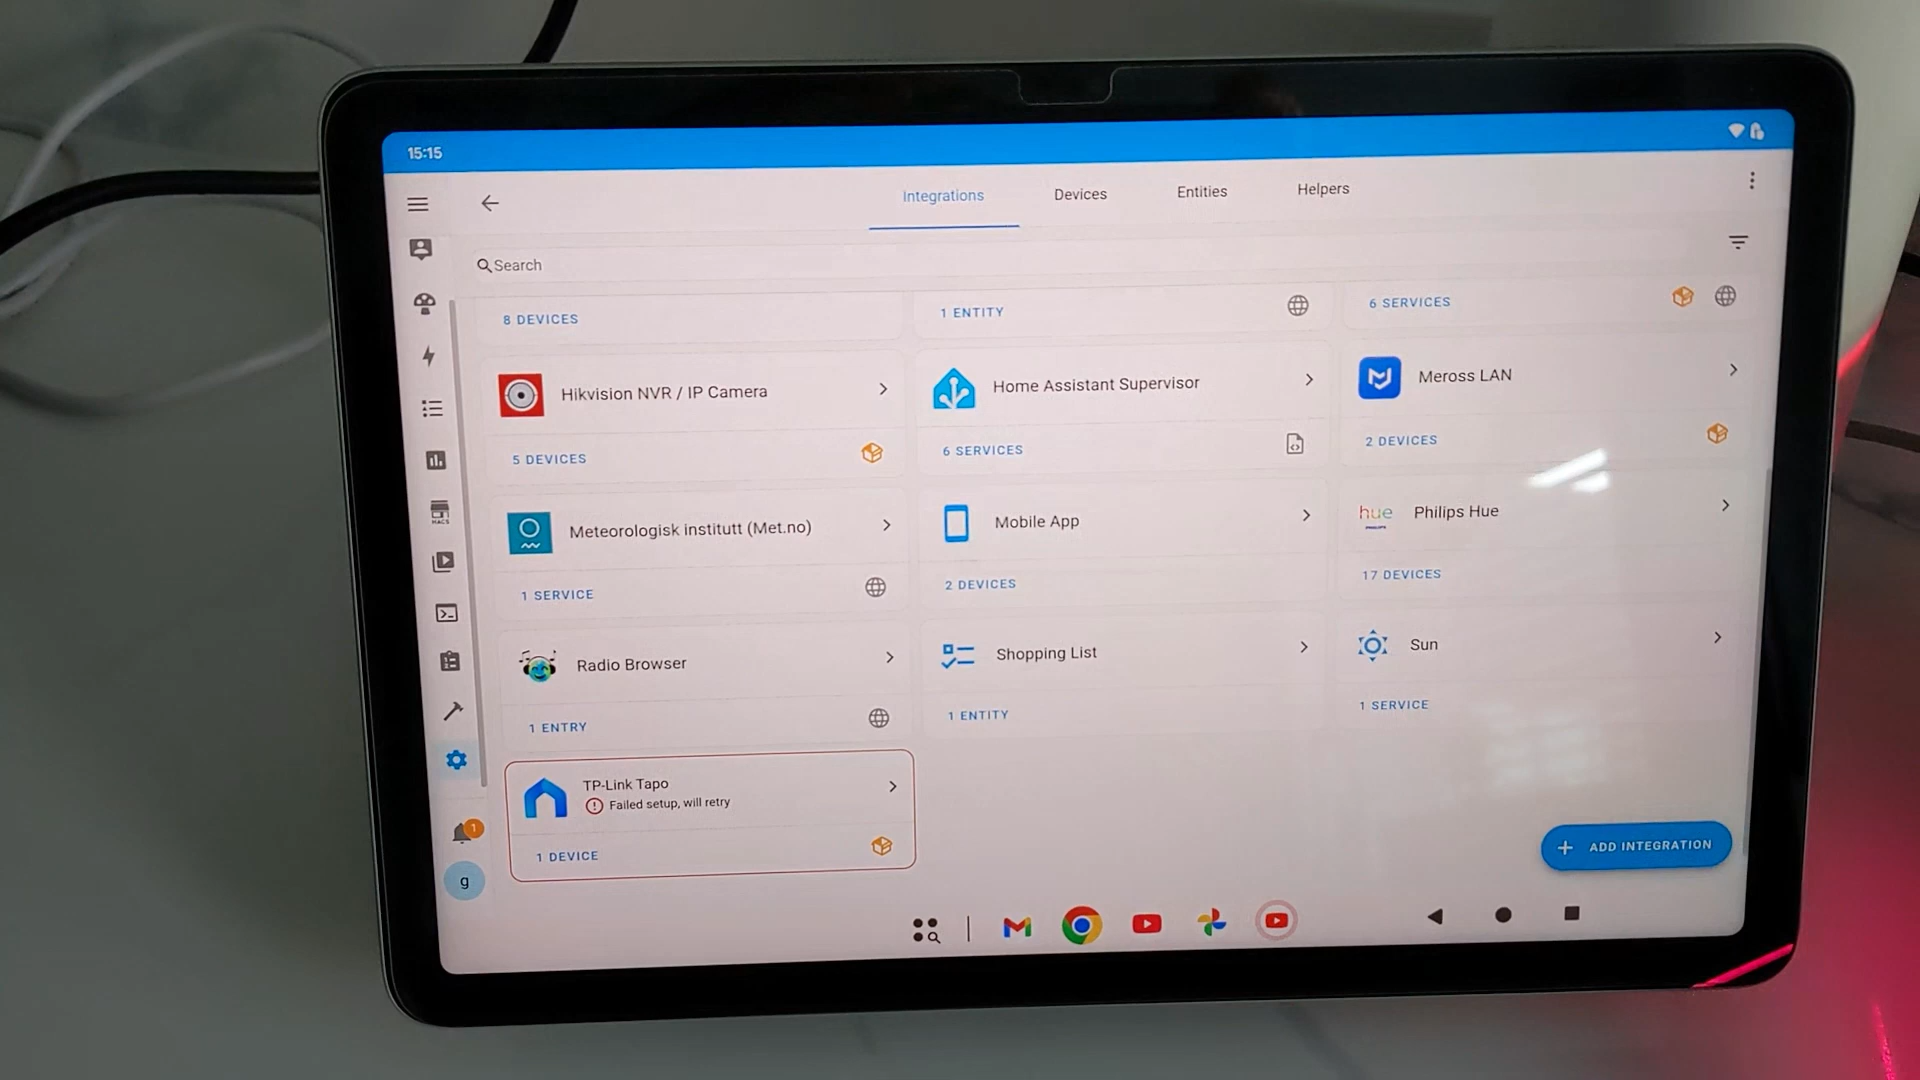 15:15
Integrations
Devices
Entities
Helpers
Search
8 DEVICES
1 ENTITY
6 SERVICES
Hikvision NVR / IP Camera
Home Assistant Supervisor
Meross LAN
5 DEVICES
6 SERVICES
2 DEVICES
HACS
Meteorologisk institutt (Met.no)
Mobile App
hue
Philips Hue
1 SERVICE
2 DEVICES
17 DEVICES
Radio Browser
Shopping List
Sun
1 ENTRY
1 ENTITY
1 SERVICE
TP-Link Tapo
Failed setup, will retry
1 DEVICE
1
g
+ ADD INTEGRATION